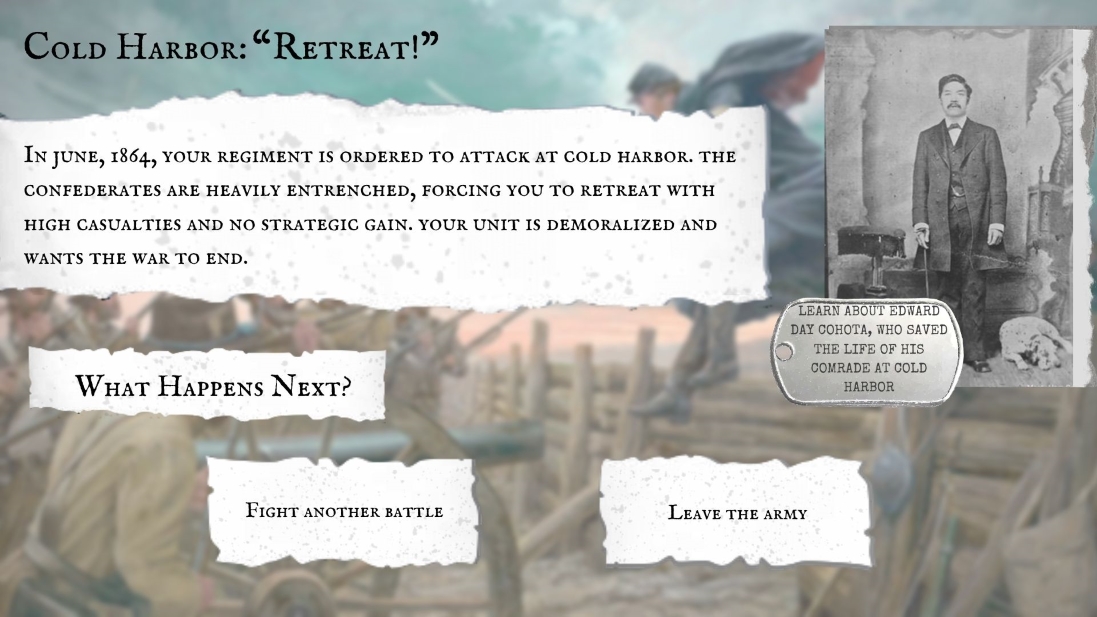 Cold Harbor: “Retreat!”
In June, 1864, your regiment is ordered to attack at Cold Harbor. The
Confederates are heavily entrenched, forcing you to retreat with
high casualties and no strategic gain. Your unit is demoralized and
wants the war to end.
LEARN ABOUT EDWARD
DAY COHOTA, WHO SAVED
THE LIFE OF HIS
COMRADE AT COLD
HARBOR
What Happens Next?
Fight another battle
Leave the army